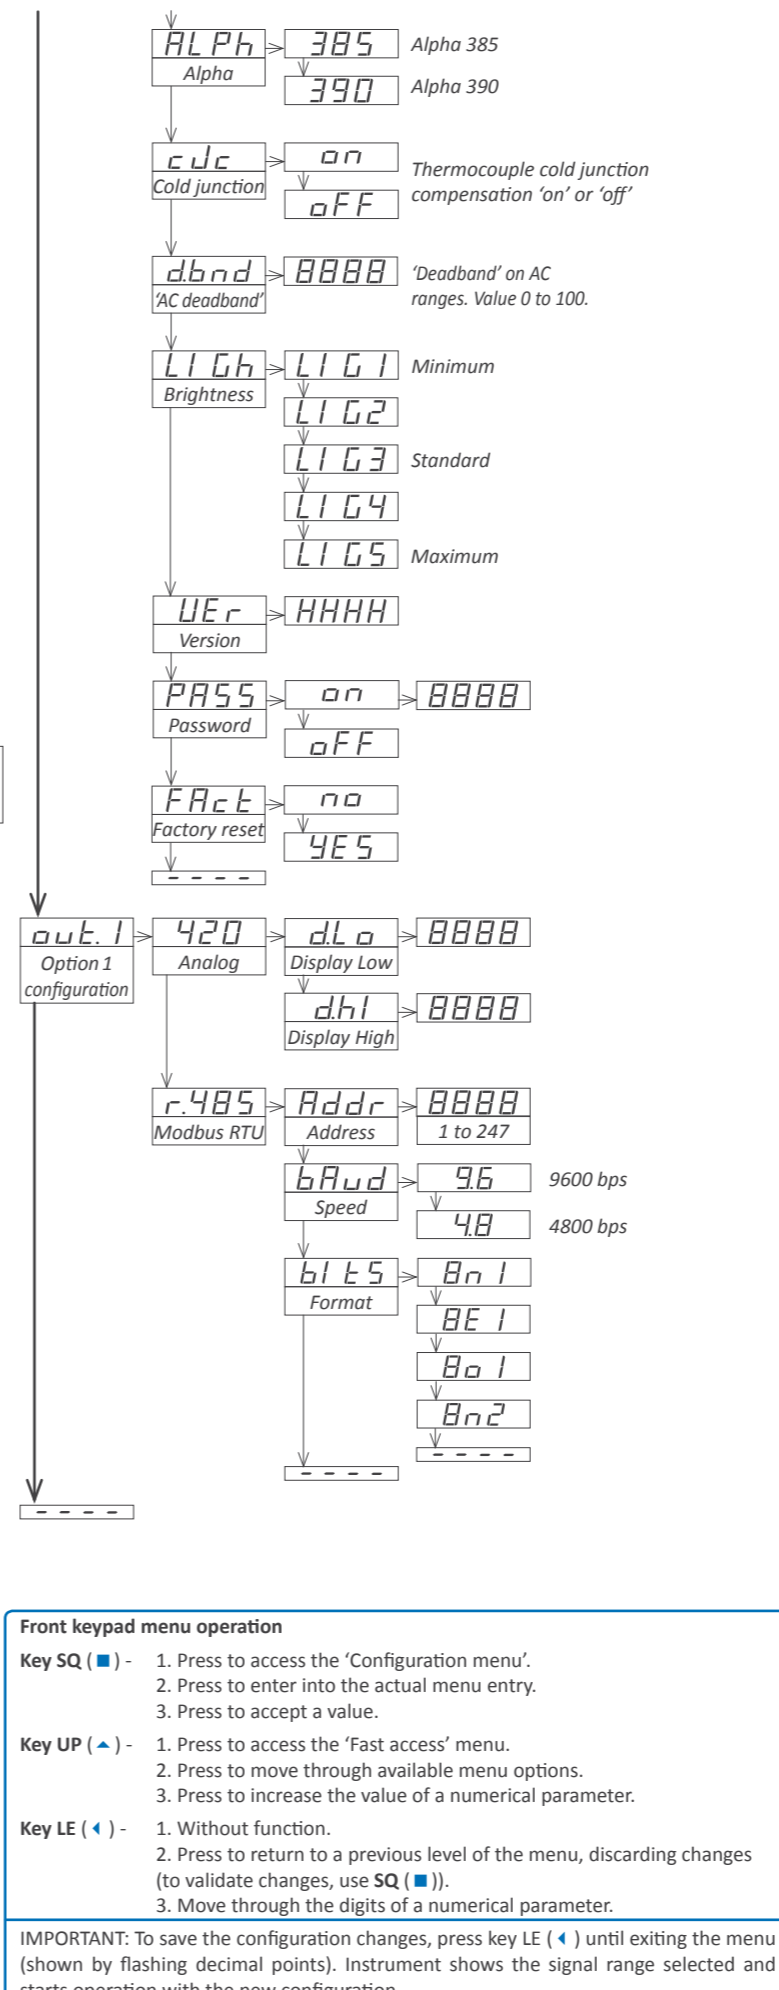 ALPh 385 Alpha 385
Alpha
390 Alpha 390
cJc on Thermocouple cold junction
Cold junction compensation ‘on’ or ‘off’
oFF
d.bnd 8888 ‘Deadband’ on AC
‘AC deadband’ ranges. Value 0 to 100.
LIGh LIG1 Minimum
Brightness
LIG2
LIG3 Standard
LIG4
LIG5 Maximum
VEr HHHH
Version
PASS on 8888
Password
oFF
FAct no
Factory reset
YES
- - - -
out.1 420 d.Lo 8888
Option 1 Analog Display Low
configuration
d.hI 8888
Display High
r.485 Addr 8888
Modbus RTU Address 1 to 247
bAud 9.6 9600 bps
Speed
4.8 4800 bps
bItS 8n1
Format
8E1
8o1
8n2
- - - -
- - - -
- - - -
Front keypad menu operation
Key SQ ( ■ ) - 1. Press to access the ‘Configuration menu’.
2. Press to enter into the actual menu entry.
3. Press to accept a value.
Key UP ( ▲ ) - 1. Press to access the ‘Fast access’ menu.
2. Press to move through available menu options.
3. Press to increase the value of a numerical parameter.
Key LE ( ◀ ) - 1. Without function.
2. Press to return to a previous level of the menu, discarding changes
(to validate changes, use SQ ( ■ )).
3. Move through the digits of a numerical parameter.
IMPORTANT: To save the configuration changes, press key LE ( ◀ ) until exiting the menu
(shown by flashing decimal points). Instrument shows the signal range selected and
starts operation with the new configuration.